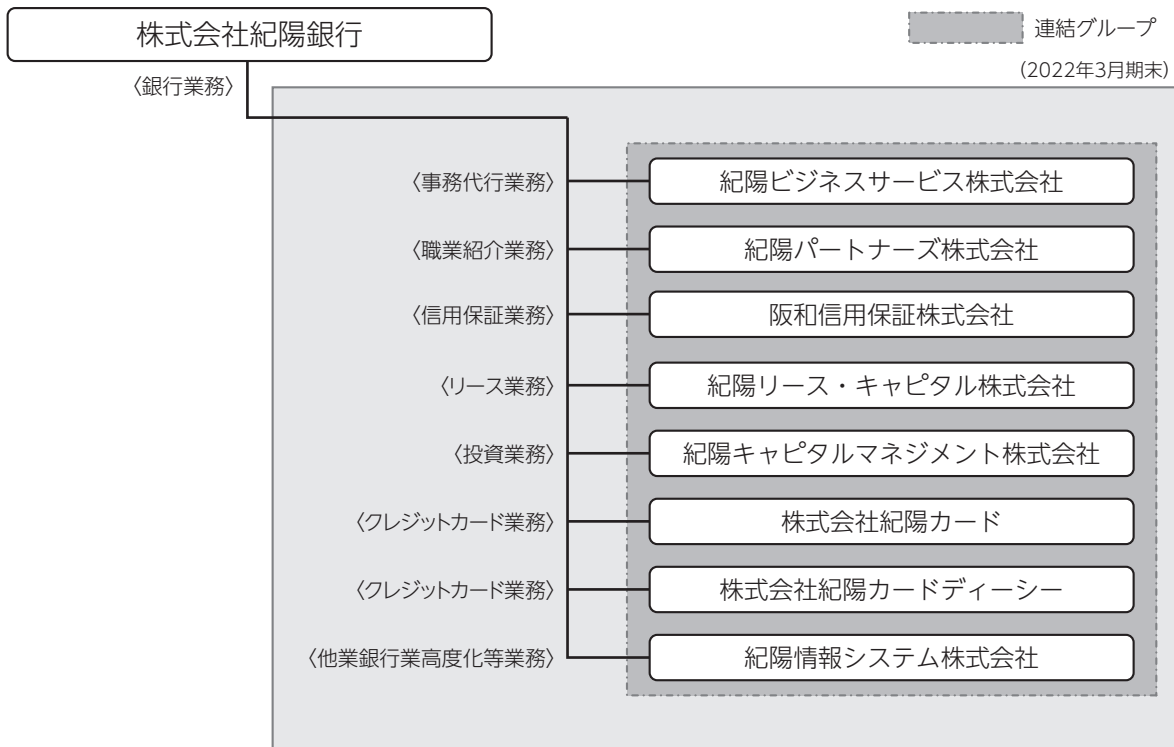 株式会社紀陽銀行
連結グループ
〈銀行業務〉
（2022年3月期末）
〈事務代行業務〉
紀陽ビジネスサービス株式会社
〈職業紹介業務〉
紀陽パートナーズ株式会社
〈信用保証業務〉
阪和信用保証株式会社
〈リース業務〉
紀陽リース・キャピタル株式会社
〈投資業務〉
紀陽キャピタルマネジメント株式会社
〈クレジットカード業務〉
株式会社紀陽カード
〈クレジットカード業務〉
株式会社紀陽カードディーシー
〈他業銀行業高度化等業務〉
紀陽情報システム株式会社